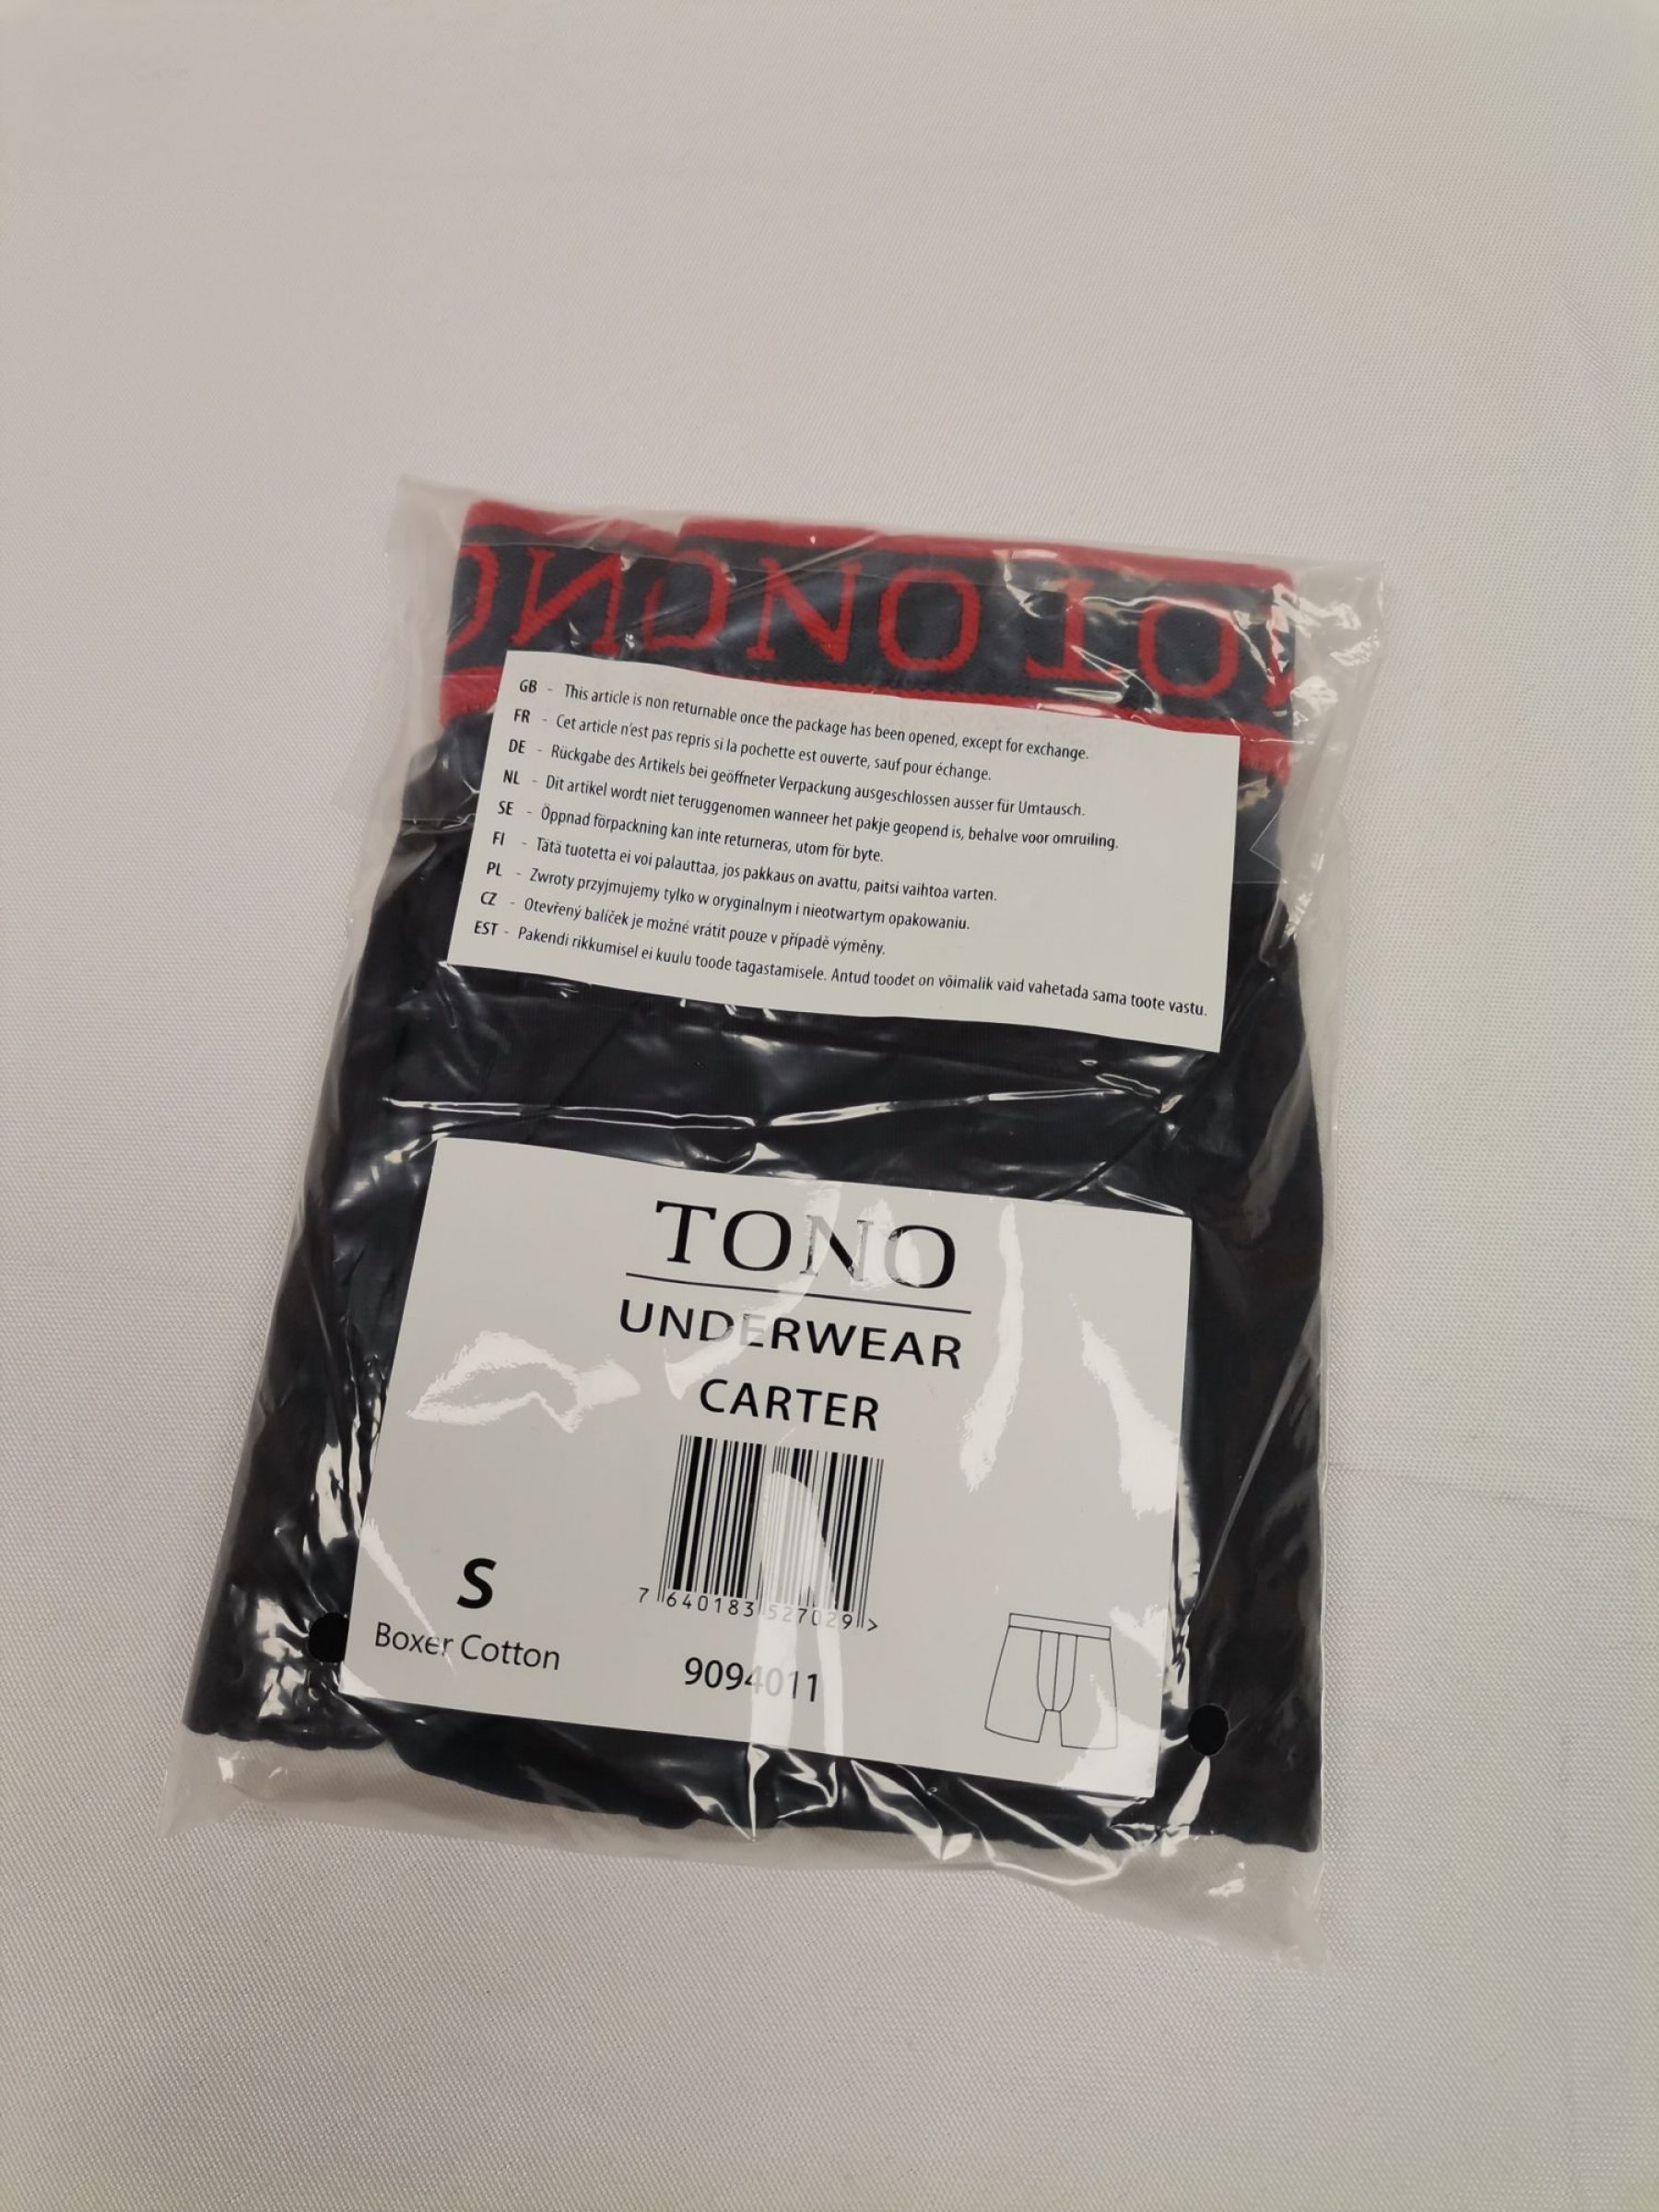 TONO TO
GB - This article is non returnable once the package has been opened, except for exchange.
FR - Cet article n'est pas repris si la pochette est ouverte, sauf pour échange.
DE - Rückgabe des Artikels bei geöffneter Verpackung ausgeschlossen ausser für Umtausch.
NL - Dit artikel wordt niet teruggenomen wanneer het pakje geopend is, behalve voor omruiling.
SE - Öppnad förpackning kan inte returneras, utom för byte.
FI - Tätä tuotetta ei voi palauttaa, jos pakkaus on avattu, paitsi vaihtoa varten.
PL - Zwroty przyjmujemy tylko w oryginalnym i nieotwartym opakowaniu.
CZ - Otevřený balíček je možné vrátit pouze v případě výměny.
EST - Pakendi rikkumisel ei kuulu toode tagastamisele. Antud toodet on võimalik vaid vahetada sama toote vastu.
TONO
UNDERWEAR
CARTER
7 640183 527029 >
S
Boxer Cotton
9094011